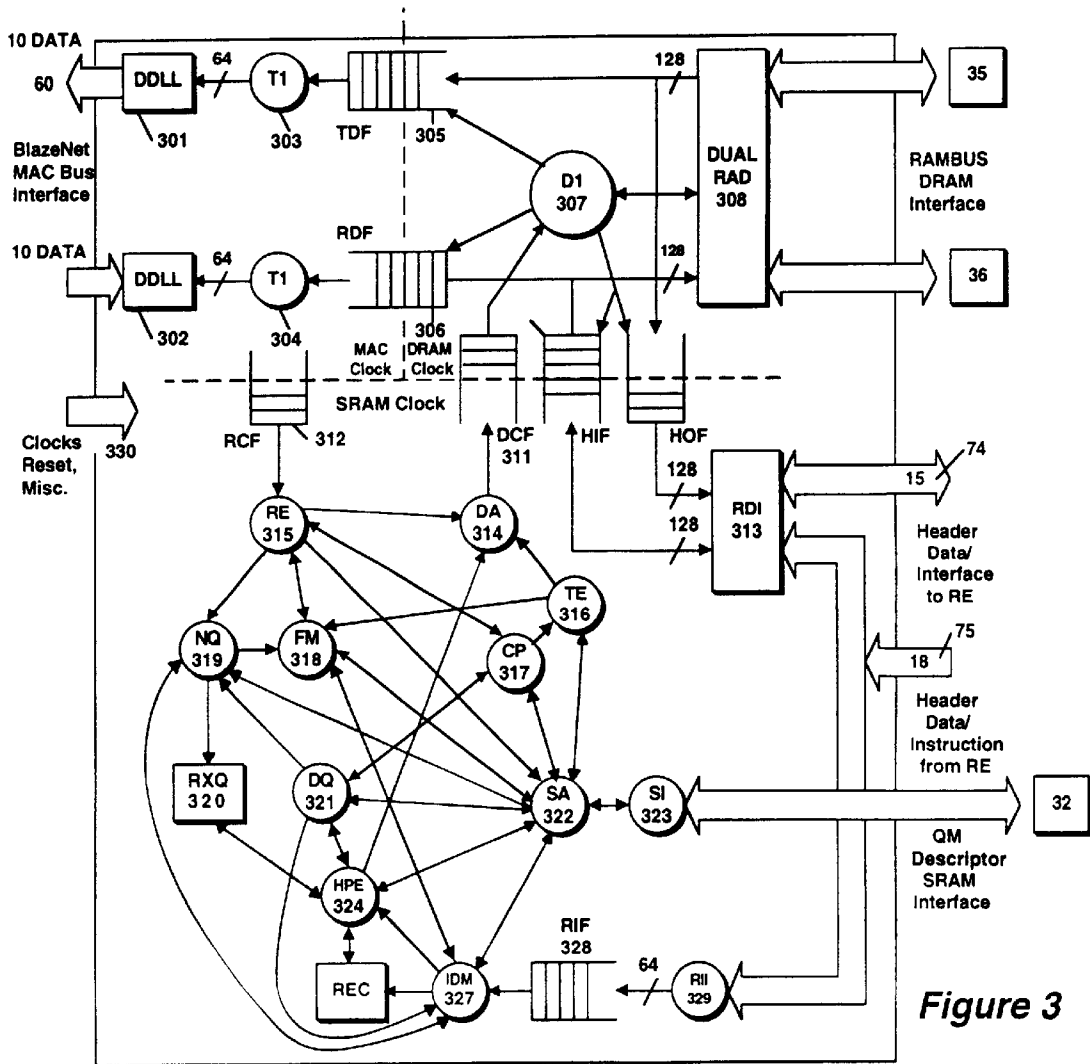 10 DATA
60
DDLL
301
64
T1
303
TDF
305
128
DUAL
RAD
308
35
BlazeNet
MAC Bus
Interface
D1
307
RAMBUS
DRAM
Interface
10 DATA
DDLL
302
64
T1
304
RDF
306
128
36
MAC
Clock
DRAM
Clock
SRAM Clock
Clocks
Reset,
Misc.
330
RCF
312
DCF
311
HIF
HOF
128
128
RDI
313
15
74
Header
Data/
Interface
to RE
RE
315
DA
314
TE
316
NQ
319
FM
318
CP
317
18
75
Header
Data/
Instruction
from RE
RXQ
320
DQ
321
SA
322
SI
323
32
QM
Descriptor
SRAM
Interface
HPE
324
REC
IDM
327
RIF
328
64
RII
329
Figure 3